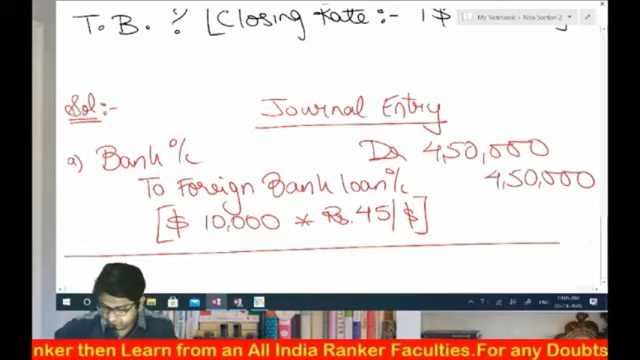 T.B. ? [Closing Rate:- 1$
My Notebook > New Section 2
Sol:-
Journal Entry
a) Bank a/c Dr 4,50,000
To Foreign Bank loan a/c 4,50,000
[$ 10,000 * Rs. 45/$]
ENG
nker then Learn from an All India Ranker Faculties.For any Doubts